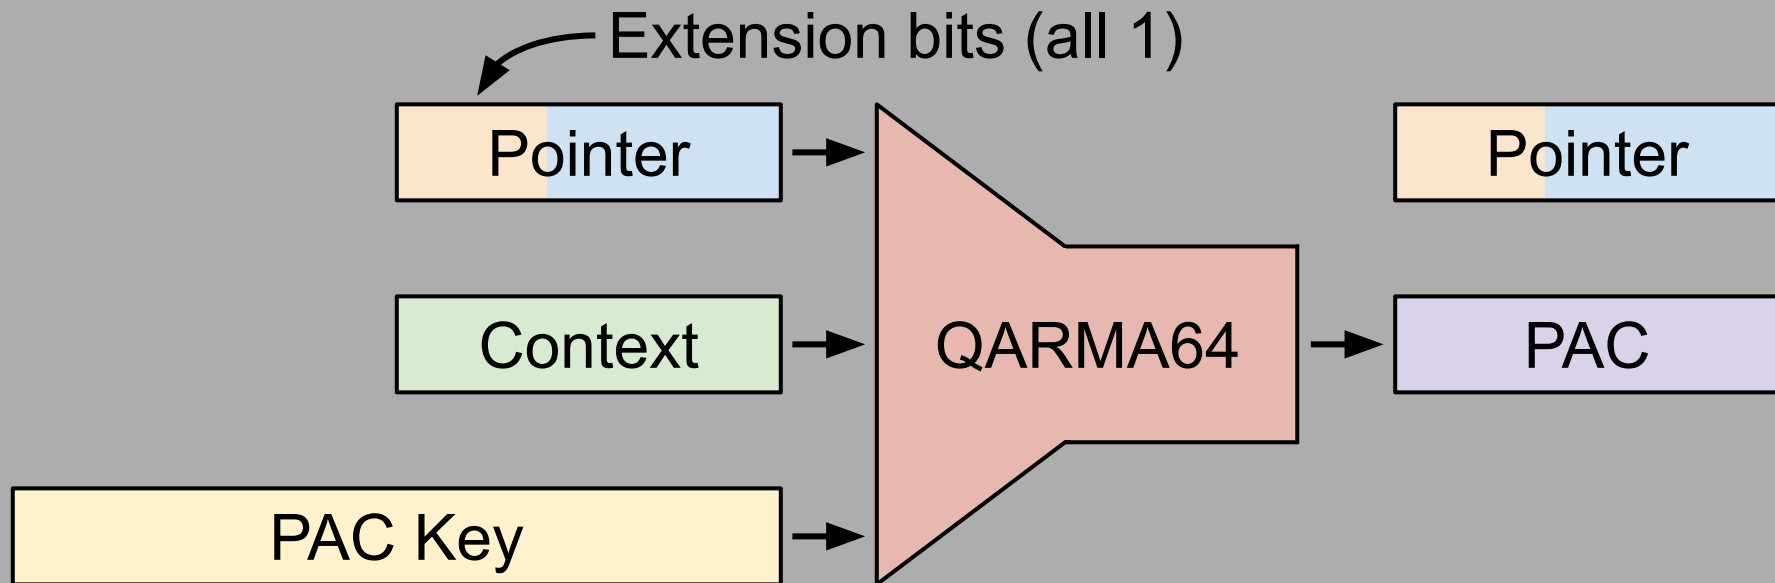 Extension bits (all 1)
Pointer
Pointer
Context
QARMA64
PAC
PAC Key